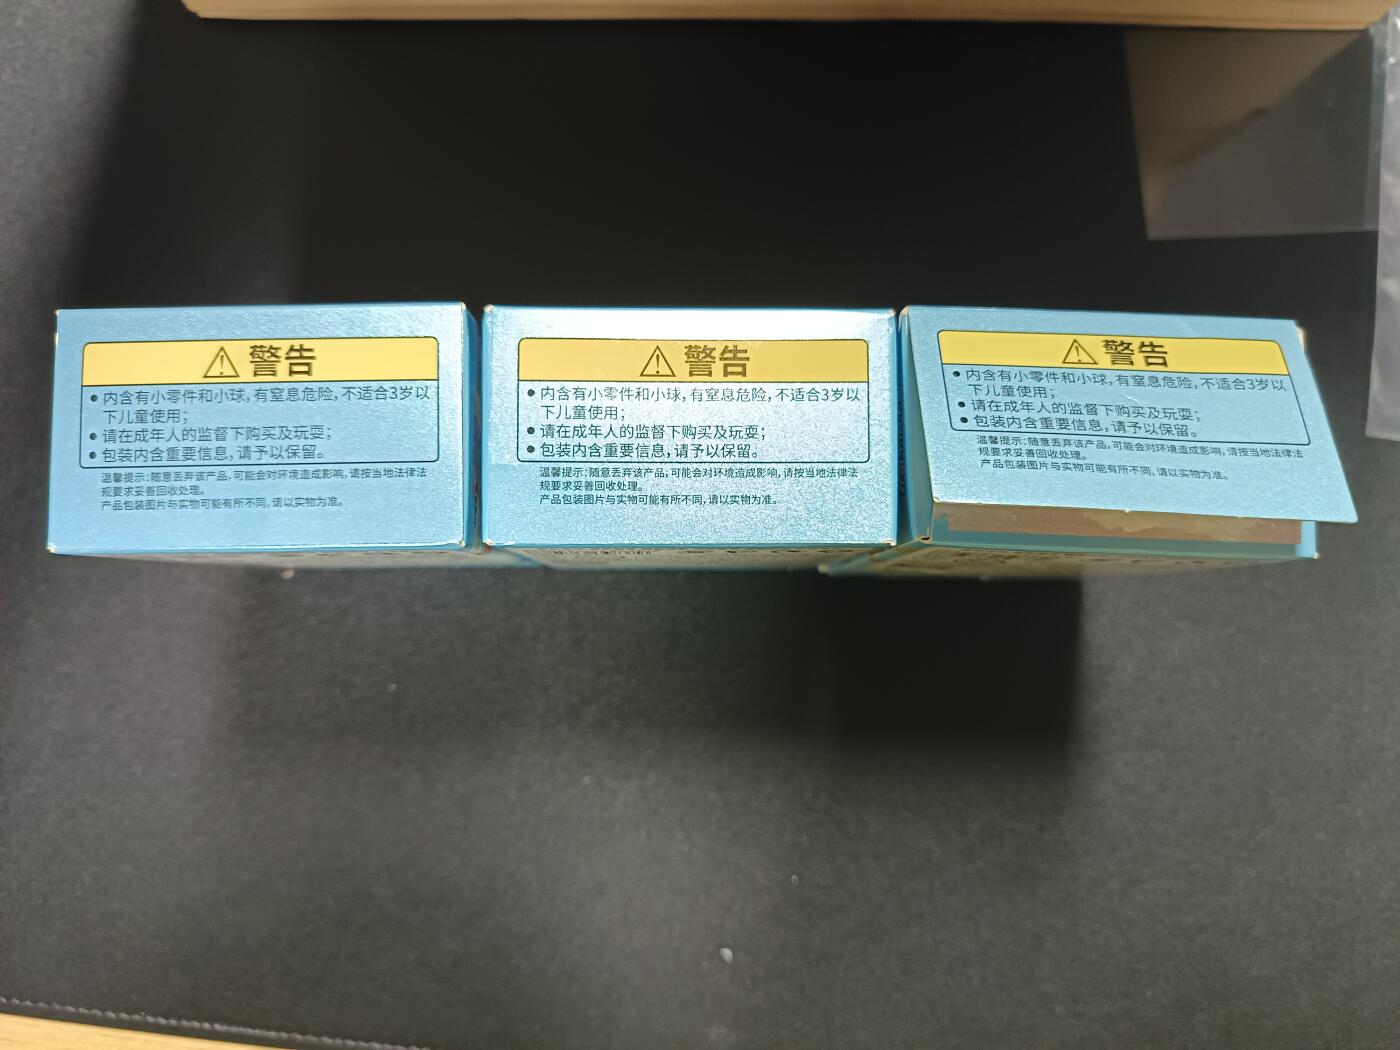 警告
● 内含有小零件和小球,有窒息危险,不适合3岁以
下儿童使用;
● 请在成年人的监督下购买及玩耍;
● 包装内含重要信息,请予以保留。
温馨提示:随意丢弃该产品,可能会对环境造成影响,请按当地法律法
规要求妥善回收处理。
产品包装图片与实物可能有所不同,请以实物为准。
警告
● 内含有小零件和小球,有窒息危险,不适合3岁以
下儿童使用;
● 请在成年人的监督下购买及玩耍;
● 包装内含重要信息,请予以保留。
温馨提示:随意丢弃该产品,可能会对环境造成影响,请按当地法律法
规要求妥善回收处理。
产品包装图片与实物可能有所不同,请以实物为准。
警告
● 内含有小零件和小球,有窒息危险,不适合3岁以
下儿童使用;
● 请在成年人的监督下购买及玩耍;
● 包装内含重要信息,请予以保留。
温馨提示:随意丢弃该产品,可能会对环境造成影响,请按当地法律法
规要求妥善回收处理。
产品包装图片与实物可能有所不同,请以实物为准。